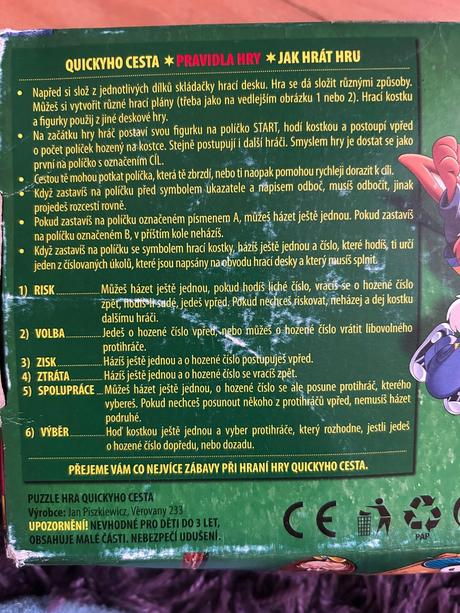 QUICKYHO CESTA ✶ PRAVIDLA HRY ✶ JAK HRÁT HRU
• Napřed si slož z jednotlivých dílků skládačky hrací desku. Hra se dá složit různými způsoby.
Můžeš si vytvořit různé hrací plány (třeba jako na vedlejším obrázku 1 nebo 2). Hrací kostku
a figurky použij z jiné deskové hry.
• Na začátku hry hráč postaví svou figurku na políčko START, hodí kostkou a postoupí vpřed
o počet políček hozený na kostce. Stejně postupují i další hráči. Smyslem hry je dostat se jako
první na políčko s označením CÍL.
• Cestou tě mohou potkat políčka, která tě zbrzdí, nebo ti naopak pomohou rychleji dorazit k cíli.
• Když zastavíš na políčku před symbolem ukazatele a nápisem odboč, musíš odbočit, jinak
projedeš rozcestí rovně.
• Pokud zastavíš na políčku označeném písmenem A, můžeš házet ještě jednou. Pokud zastavíš
na políčku označeném B, v příštím kole neházíš.
• Když zastavíš na políčku se symbolem hrací kostky, házíš ještě jednou a číslo, které hodíš, ti určí
jeden z číslovaných úkolů, které jsou napsány na obvodu hrací desky a který musíš splnit.
1) RISK ............ Můžeš házet ještě jednou, pokud hodíš liché číslo, vracíš se o hozené číslo
zpět, hodíš-li sudé, jedeš vpřed. Pokud nechceš riskovat, neházej a dej kostku
dalšímu hráči.
2) VOLBA ............ Jedeš o hozené číslo vpřed, nebo můžeš o hozené číslo vrátit libovolného
protihráče.
3) ZISK ............ Házíš ještě jednou a o hozené číslo postupuješ vpřed.
4) ZTRÁTA ............ Házíš ještě jednou a o hozené číslo se vracíš zpět.
5) SPOLUPRÁCE ... Můžeš házet ještě jednou, o hozené číslo se ale posune protihráč, kterého
vybereš. Pokud nechceš posunout někoho z protihráčů vpřed, nemusíš házet
podruhé.
6) VÝBĚR ............ Hoď kostkou ještě jednou a vyber protihráče, který rozhodne, jestli jedeš
o hozené číslo dopředu, nebo dozadu.
PŘEJEME VÁM CO NEJVÍCE ZÁBAVY PŘI HRANÍ HRY QUICKYHO CESTA.
PUZZLE HRA QUICKYHO CESTA
Výrobce: Jan Piszkiewicz, Věrovany 233
UPOZORNĚNÍ! NEVHODNÉ PRO DĚTI DO 3 LET,
OBSAHUJE MALÉ ČÁSTI. NEBEZPEČÍ UDUŠENÍ.
CE
PAP